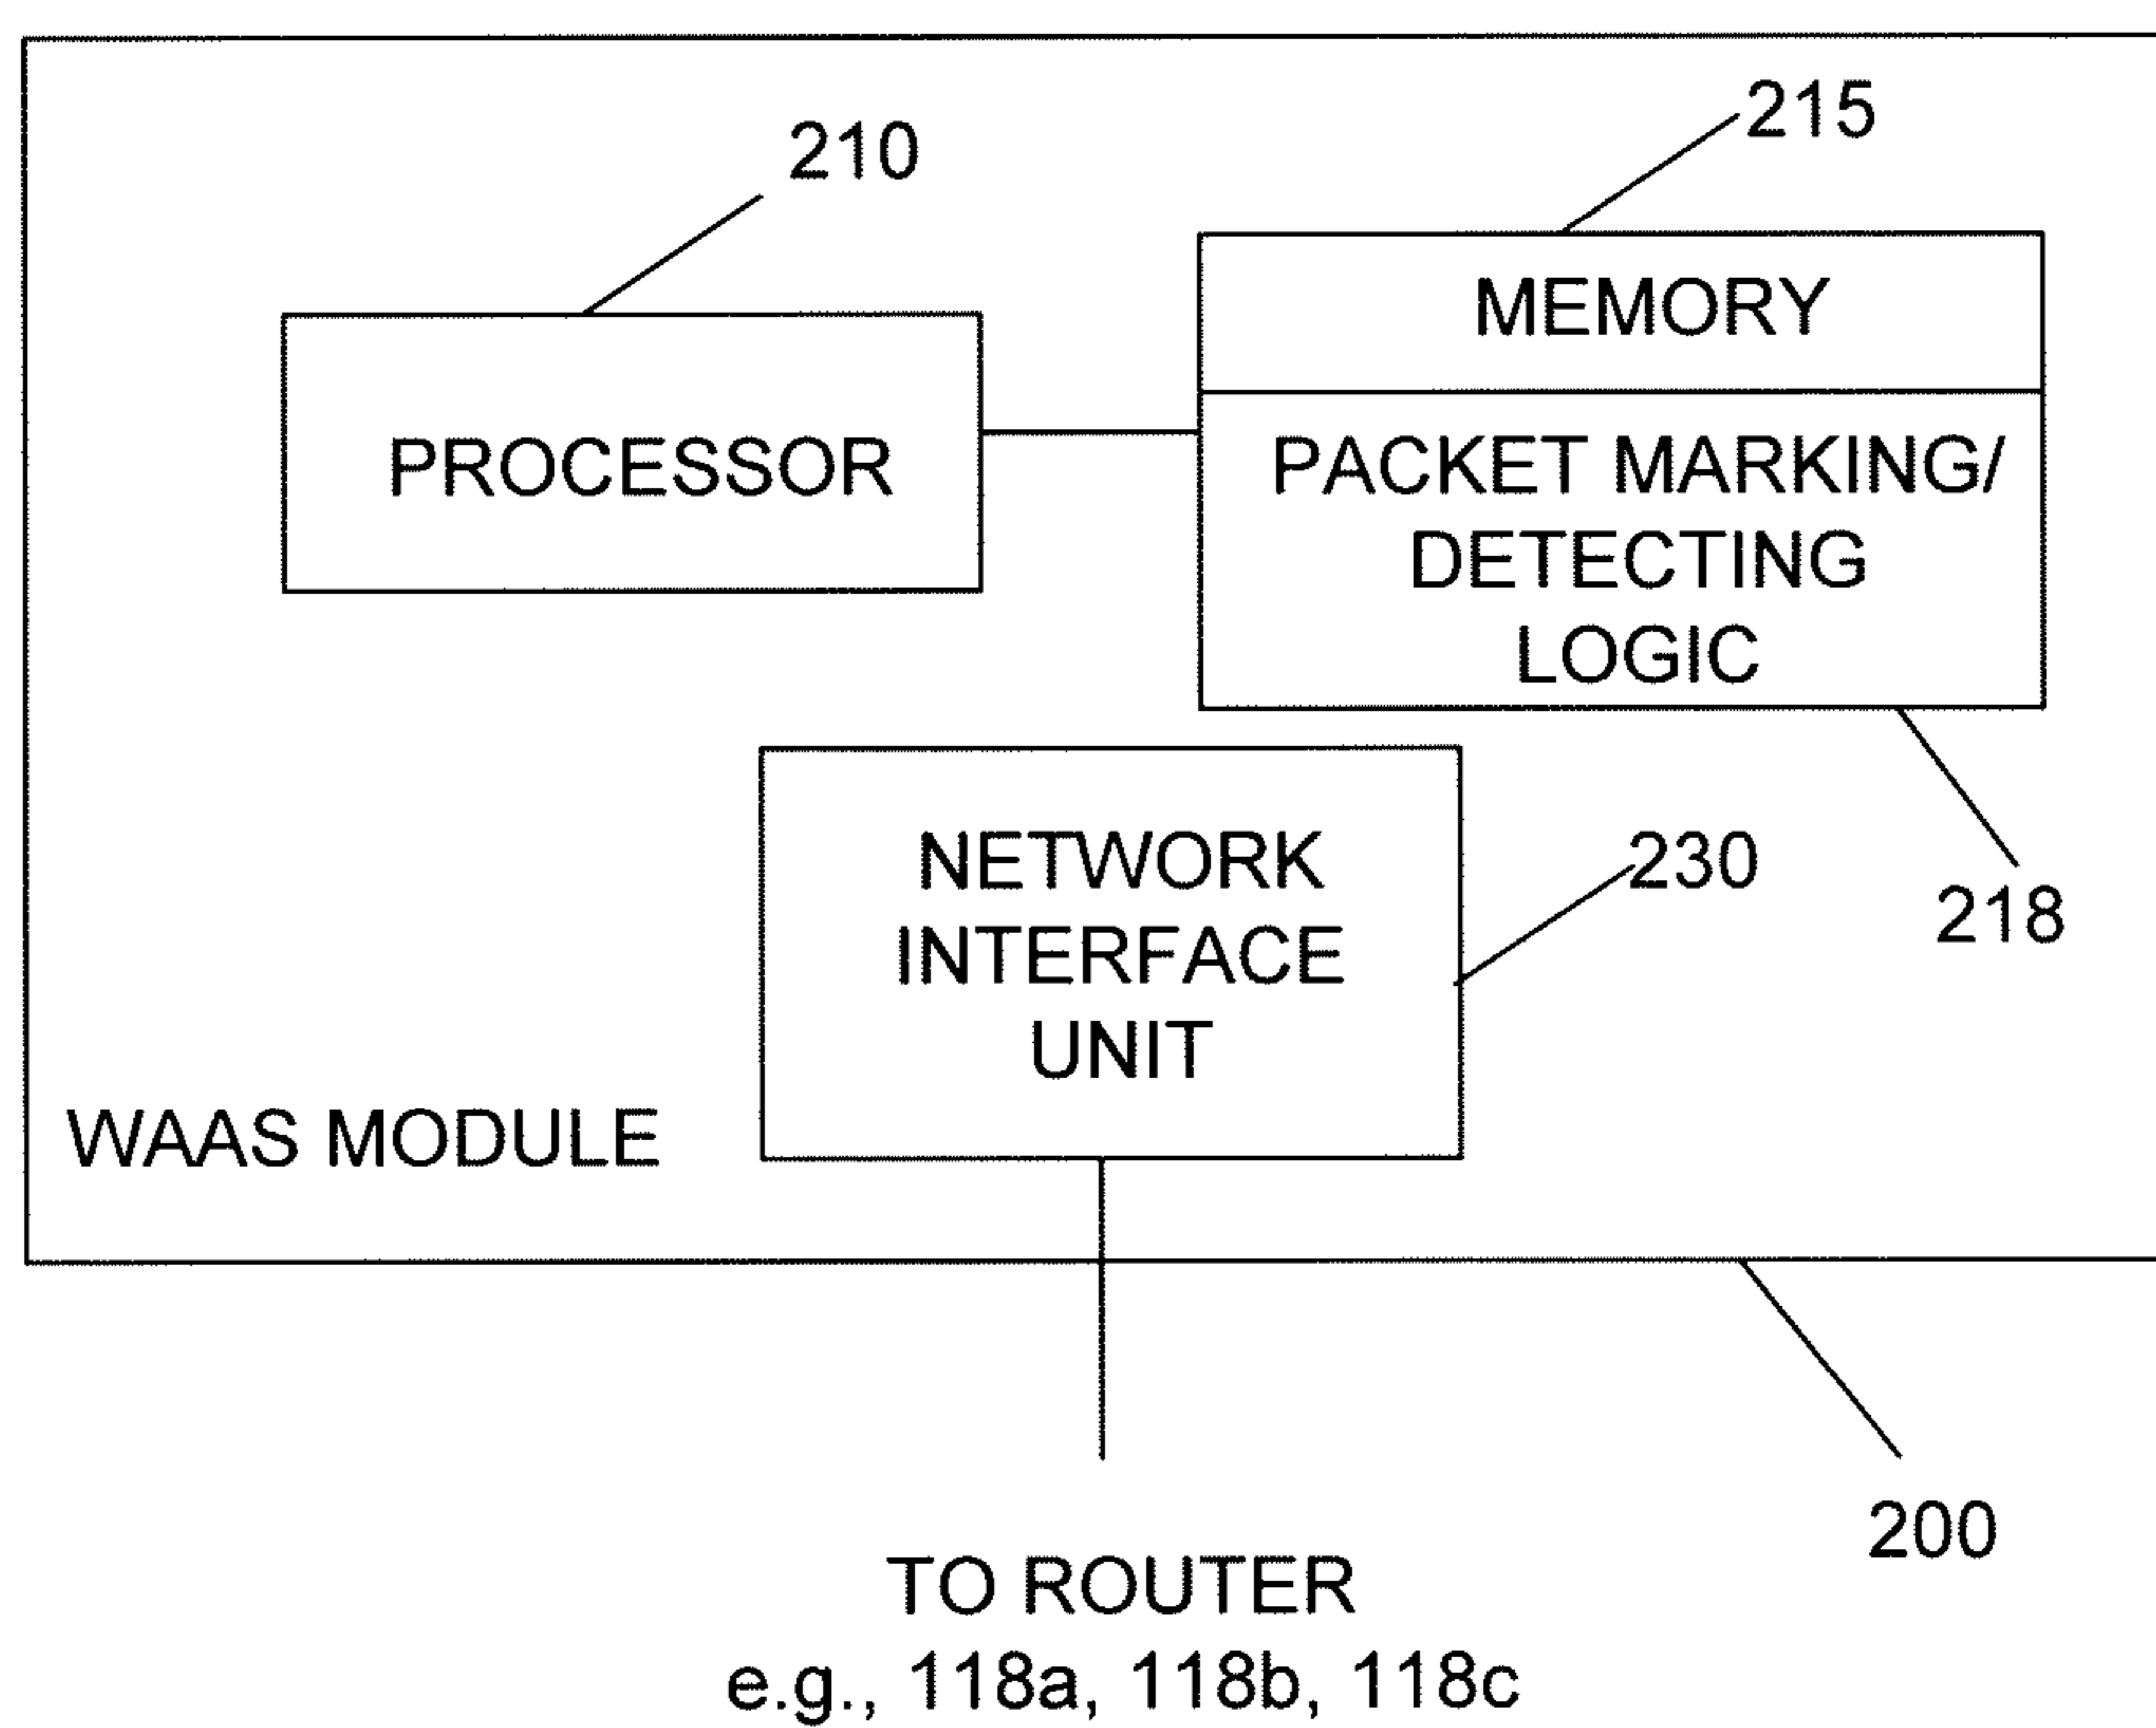 215
210
MEMORY
PROCESSOR
PACKET MARKING/
DETECTING
LOGIC
NETWORK
INTERFACE
UNIT
230
218
WAAS MODULE
200
TO ROUTER
e.g., 118a, 118b, 118c